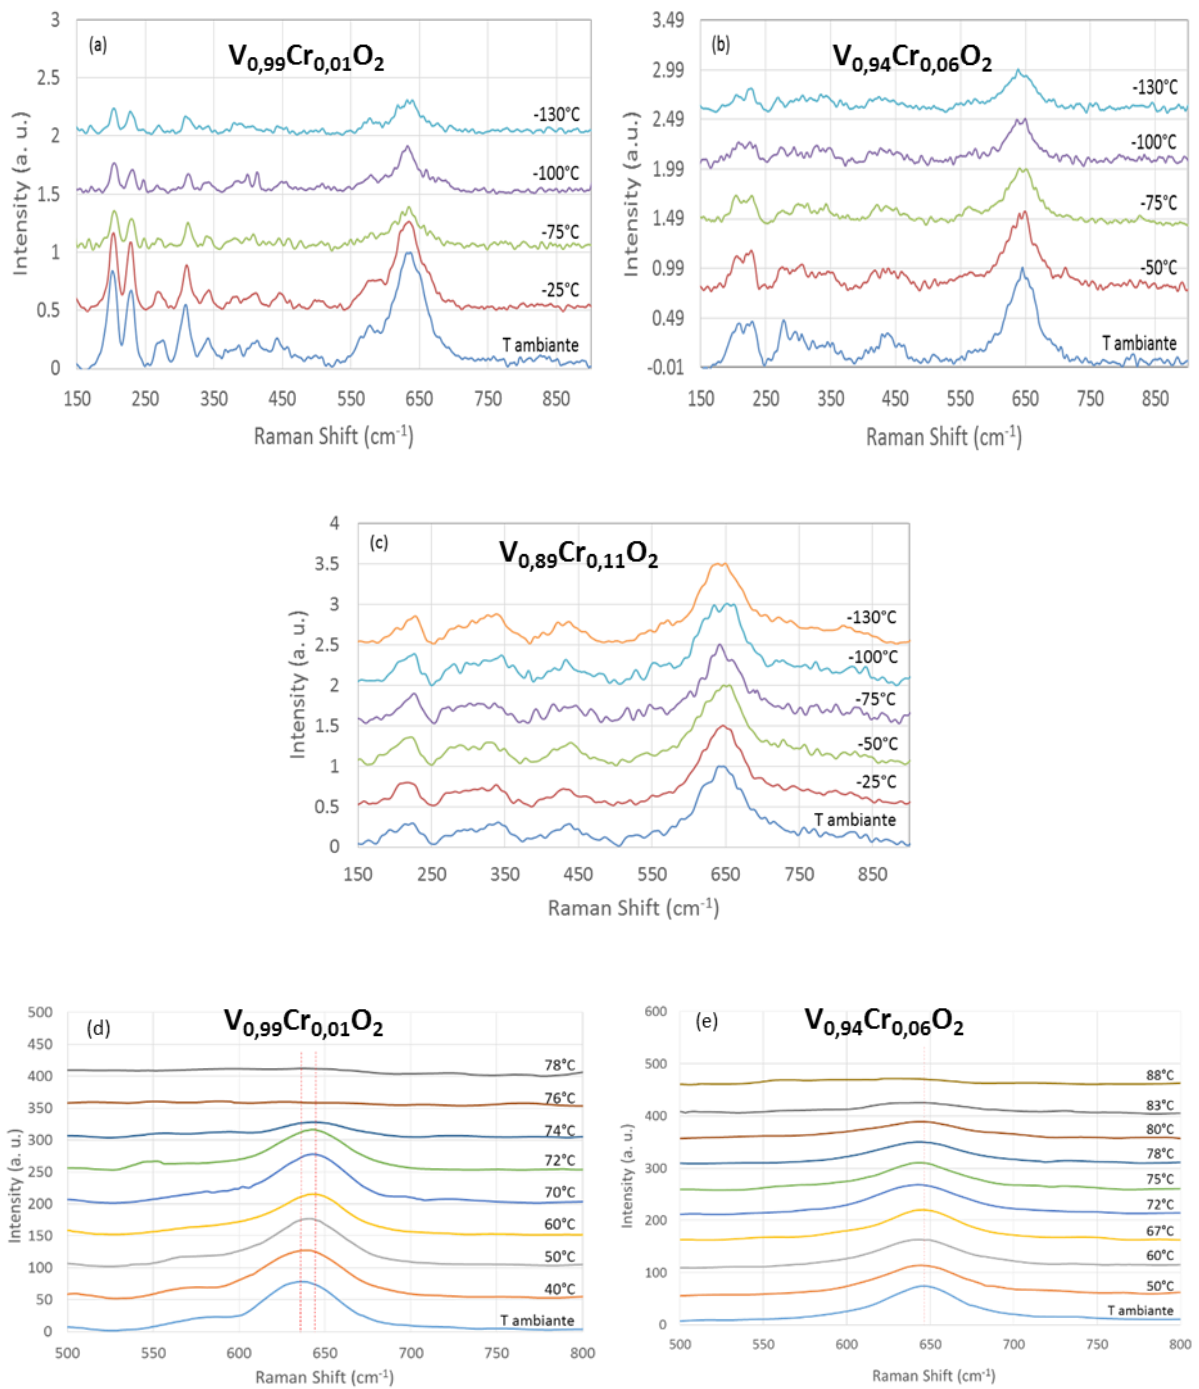 (a)
V0,99Cr0,01O2
3
2.5
2
1.5
1
0.5
0
Intensity (a. u.)
-130°C
-100°C
-75°C
-25°C
T ambiante
150 250 350 450 550 650 750 850
Raman Shift (cm-1)
(b)
V0,94Cr0,06O2
3.49
2.99
2.49
1.99
1.49
0.99
0.49
-0.01
Intensity (a.u.)
-130°C
-100°C
-75°C
-50°C
T ambiante
150 250 350 450 550 650 750 850
Raman Shift (cm-1)
(c)
V0,89Cr0,11O2
4
3.5
3
2.5
2
1.5
1
0.5
0
Intensity (a. u.)
-130°C
-100°C
-75°C
-50°C
-25°C
T ambiante
150 250 350 450 550 650 750 850
Raman Shift (cm-1)
(d)
V0,99Cr0,01O2
500
450
400
350
300
250
200
150
100
50
0
Intensity (a. u.)
78°C
76°C
74°C
72°C
70°C
60°C
50°C
40°C
T ambiante
500 550 600 650 700 750 800
Raman Shift (cm-1)
(e)
V0,94Cr0,06O2
600
500
400
300
200
100
0
Intensity (a. u.)
88°C
83°C
80°C
78°C
75°C
72°C
67°C
60°C
50°C
T ambiante
500 550 600 650 700 750 800
Raman Shift (cm-1)